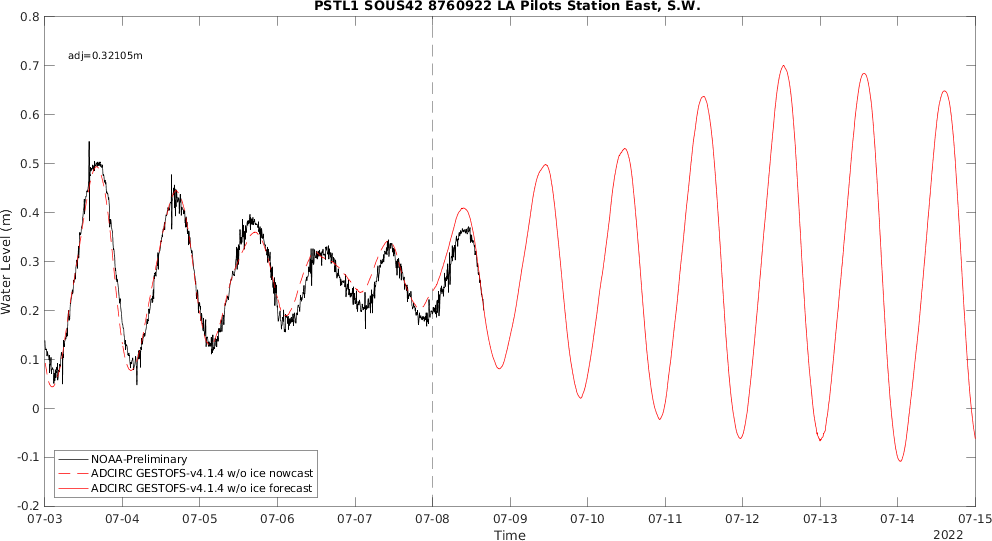 PSTL1 SOUS42 8760922 LA Pilots Station East, S.W.
adj=0.32105m
0.8
0.7
0.6
0.5
0.4
0.3
0.2
0.1
0
-0.1
-0.2
Water Level (m)
NOAA-Preliminary
ADCIRC GESTOFS-v4.1.4 w/o ice nowcast
ADCIRC GESTOFS-v4.1.4 w/o ice forecast
07-03 07-04 07-05 07-06 07-07 07-08 07-09 07-10 07-11 07-12 07-13 07-14 07-15
Time
2022